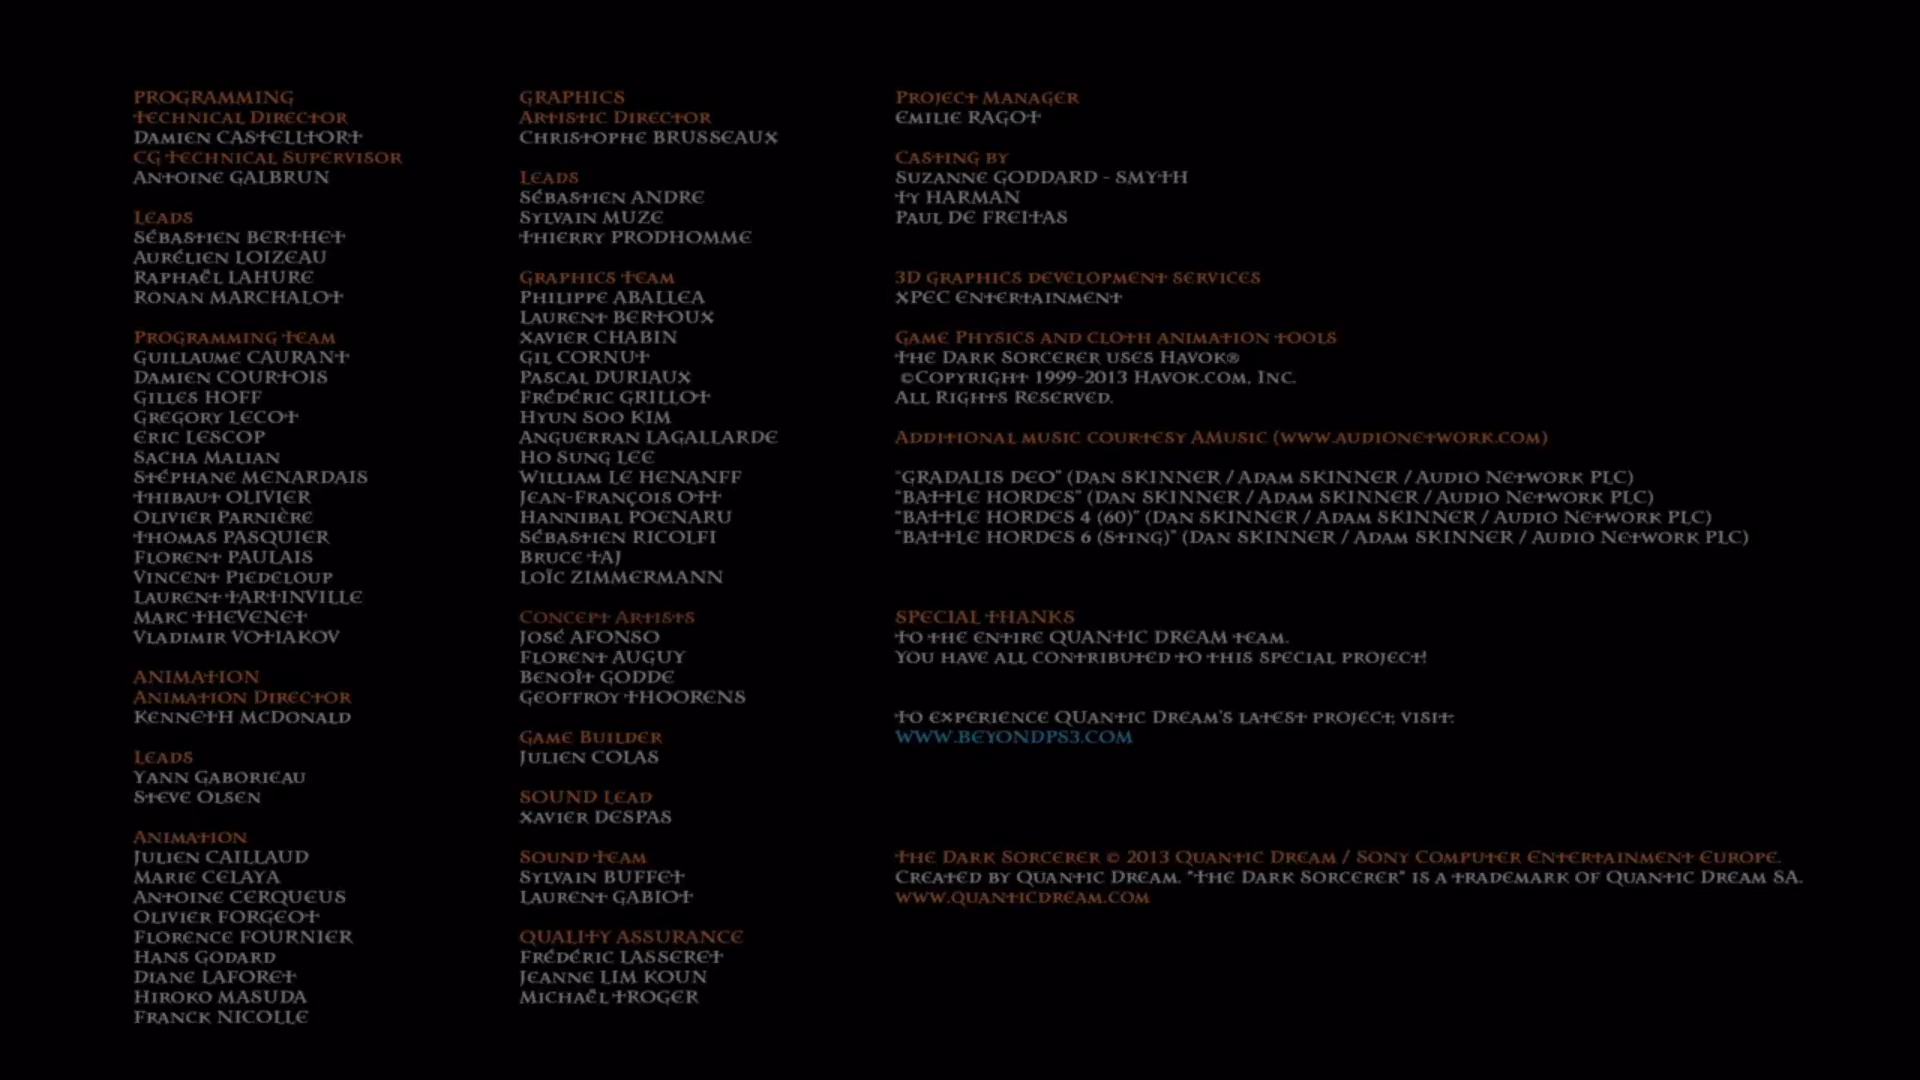 PROGRAMMING
Technical Director
Damien CASTELLTORT
CG Technical Supervisor
Antoine GALBRUN
Leads
Sébastien BERTHET
Aurélien LOIZEAU
Raphaël LAHURE
Ronan MARCHALOT
Programming Team
Guillaume CAURANT
Damien COURTOIS
Gilles HOFF
Gregory LECOT
Eric LESCOP
Sacha Malian
Stéphane MENARDAIS
Thibaut OLIVIER
Olivier Parnière
Thomas PASQUIER
Florent PAULAIS
Vincent Piedeloup
Laurent TARTINVILLE
Marc THEVENET
Vladimir VOTIAKOV
ANIMATION
Animation Director
Kenneth McDonald
Leads
Yann Gaborieau
Steve Olsen
Animation
Julien CAILLAUD
Marie CELAYA
Antoine CERQUEUS
Olivier FORGEOT
Florence FOURNIER
Hans Godard
Diane LAFORET
Hiroko MASUDA
Franck NICOLLE
GRAPHICS
Artistic Director
Christophe BRUSSEAUX
Leads
Sébastien ANDRE
Sylvain MUZE
Thierry PRODHOMME
Graphics Team
Philippe ABALLEA
Laurent BERTOUX
Xavier CHABIN
Gil CORNUT
Pascal DURIAUX
Frédéric GRILLOT
Hyun Soo KIM
Anguerran LAGALLARDE
Ho Sung LEE
William LE HENANFF
Jean-François OTT
Hannibal POENARU
Sébastien RICOLFI
Bruce TAJ
Loïc ZIMMERMANN
Concept Artists
José AFONSO
Florent AUGUY
Benoît GODDE
Geoffroy THOORENS
Game Builder
Julien COLAS
SOUND Lead
Xavier DESPAS
Sound Team
Sylvain BUFFET
Laurent GABIOT
QUALITY ASSURANCE
Frédéric LASSERET
Jeanne LIM KOUN
Michaël TROGER
Project Manager
Emilie RAGOT
Casting by
Suzanne GODDARD - SMYTH
Ty HARMAN
Paul DE FREITAS
3D Graphics development services
XPEC Entertainment
Game Physics and cloth animation tools
The Dark Sorcerer uses Havok®
©Copyright 1999-2013 Havok.com, Inc.
All Rights Reserved.
Additional music courtesy AMusic (www.audionetwork.com)
"GRADALIS DEO" (Dan SKINNER / Adam SKINNER / Audio Network PLC)
"BATTLE HORDES" (Dan SKINNER / Adam SKINNER / Audio Network PLC)
"BATTLE HORDES 4 (60)" (Dan SKINNER / Adam SKINNER / Audio Network PLC)
"BATTLE HORDES 6 (Sting)" (Dan SKINNER / Adam SKINNER / Audio Network PLC)
SPECIAL THANKS
To the entire QUANTIC DREAM team.
You have all contributed to this special project!
To experience Quantic Dream's latest project, visit:
WWW.BEYONDPS3.COM
The Dark Sorcerer © 2013 Quantic Dream / Sony Computer Entertainment Europe.
Created by Quantic Dream. "The Dark Sorcerer" is a trademark of Quantic Dream SA.
www.quanticdream.com